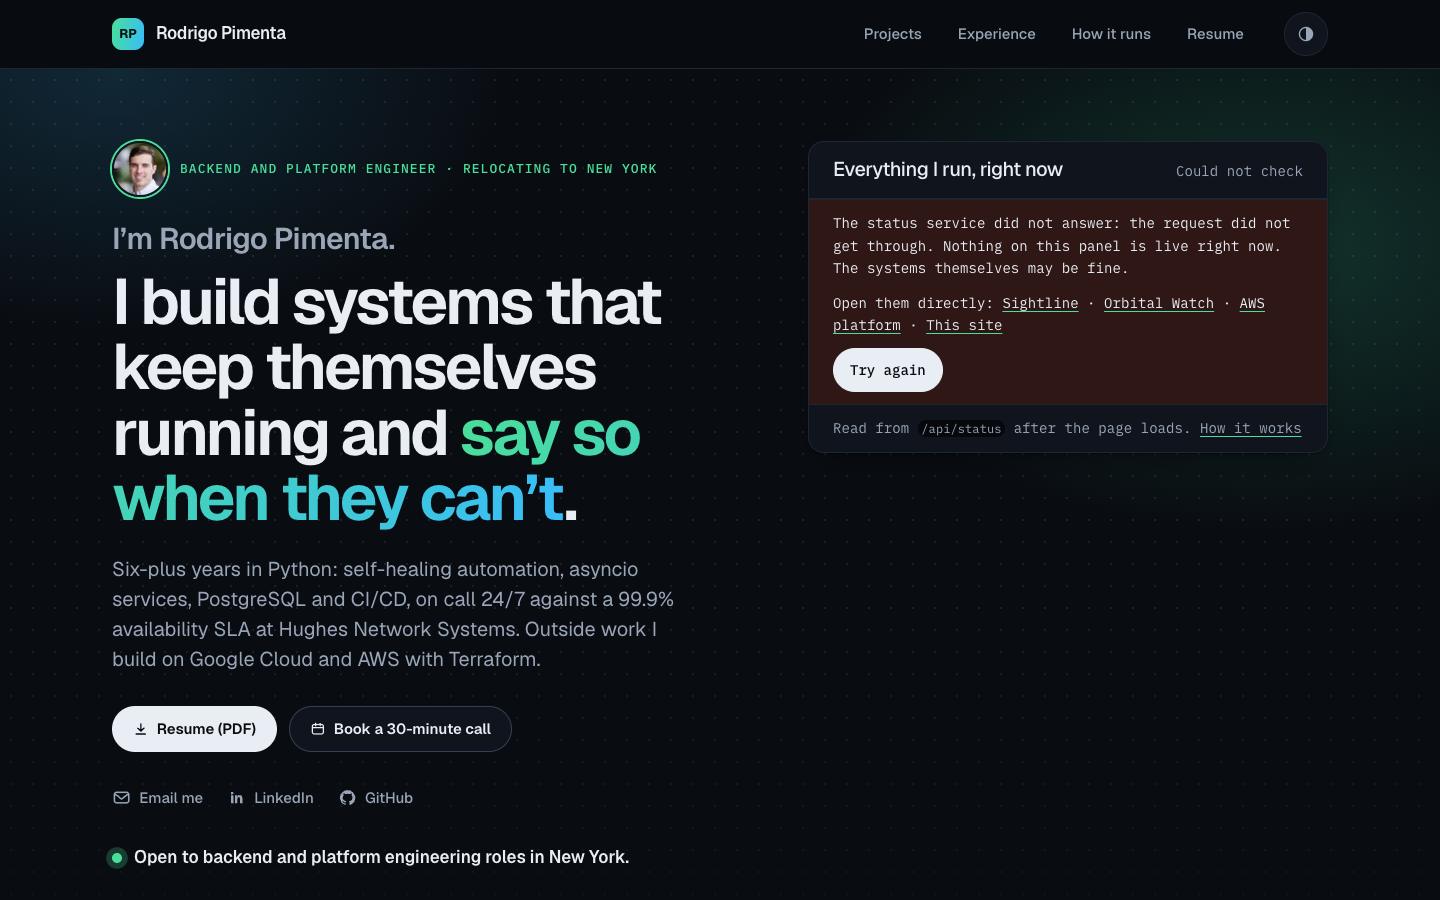 RP Rodrigo Pimenta
Projects Experience How it runs Resume
BACKEND AND PLATFORM ENGINEER · RELOCATING TO NEW YORK
I’m Rodrigo Pimenta.
I build systems that
keep themselves
running and say so
when they can’t.
Six-plus years in Python: self-healing automation, asyncio
services, PostgreSQL and CI/CD, on call 24/7 against a 99.9%
availability SLA at Hughes Network Systems. Outside work I
build on Google Cloud and AWS with Terraform.
Resume (PDF) Book a 30-minute call
Email me LinkedIn GitHub
Open to backend and platform engineering roles in New York.
Everything I run, right now Could not check
The status service did not answer: the request did not
get through. Nothing on this panel is live right now.
The systems themselves may be fine.
Open them directly: Sightline · Orbital Watch · AWS
platform · This site
Try again
Read from /api/status after the page loads. How it works